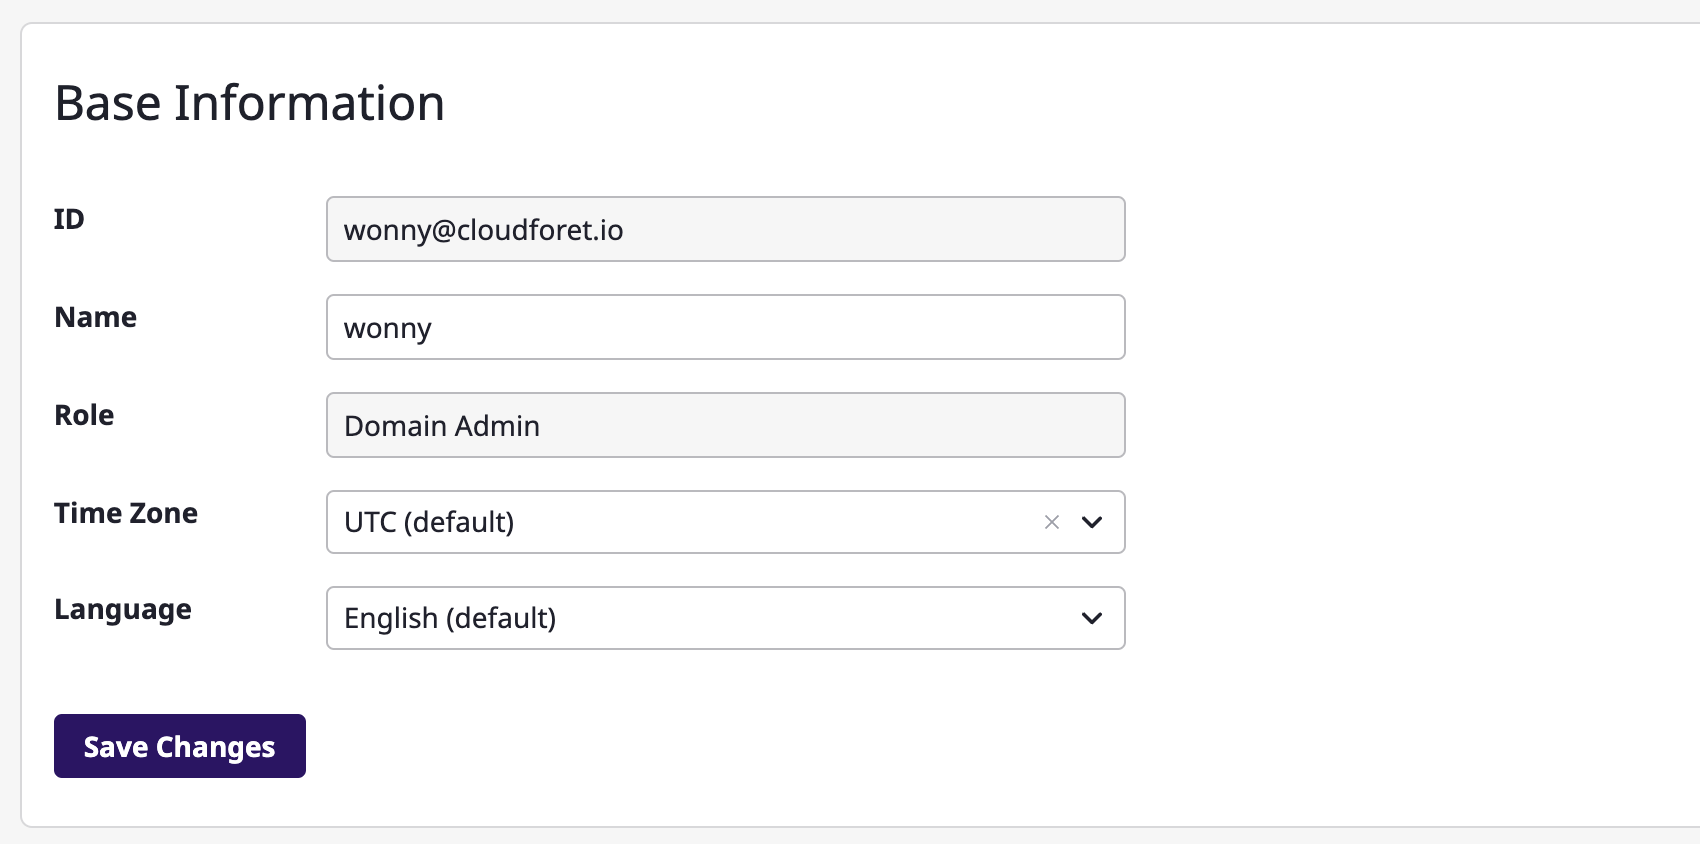 Base Information
ID
wonny@cloudforet.io
Name
wonny
Role
Domain Admin
Time Zone
UTC (default)
Language
English (default)
Save Changes